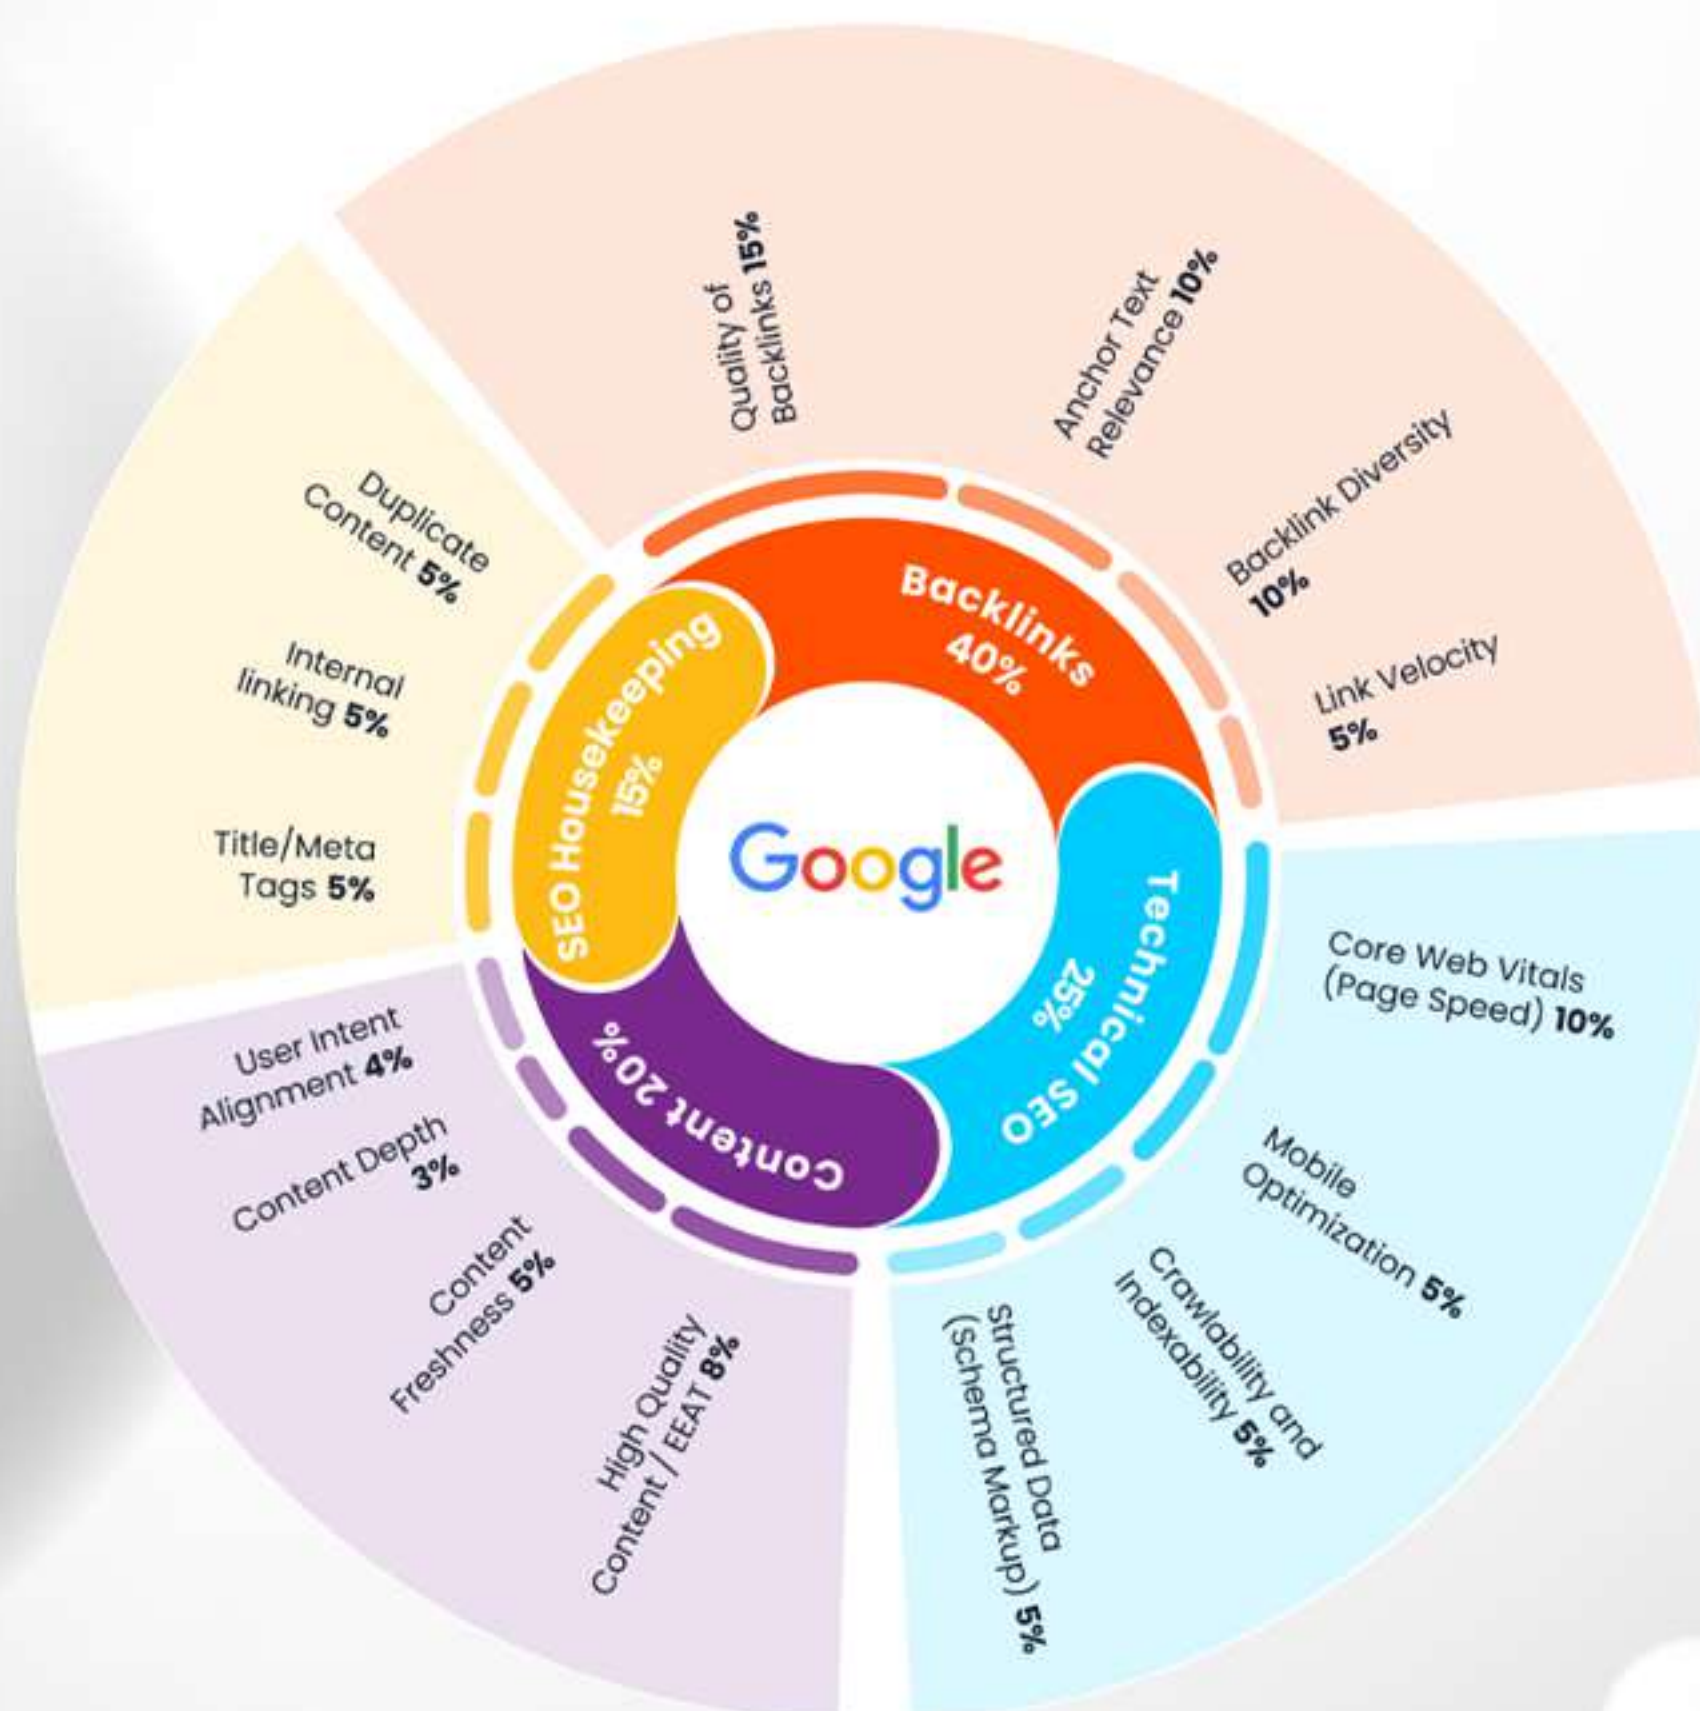 Google
Backlinks
40%
Quality of
Backlinks 15%
Anchor Text
Relevance 10%
Backlink Diversity
10%
Link Velocity
5%
Technical SEO
25%
Core Web Vitals
(Page Speed) 10%
Mobile
Optimization 5%
Crawlability and
Indexability 5%
Structured Data
(Schema Markup) 5%
Content 20%
High Quality
Content / EEAT 8%
Content
Freshness 5%
Content Depth
3%
User Intent
Alignment 4%
SEO Housekeeping
15%
Title/Meta
Tags 5%
Internal
linking 5%
Duplicate
Content 5%